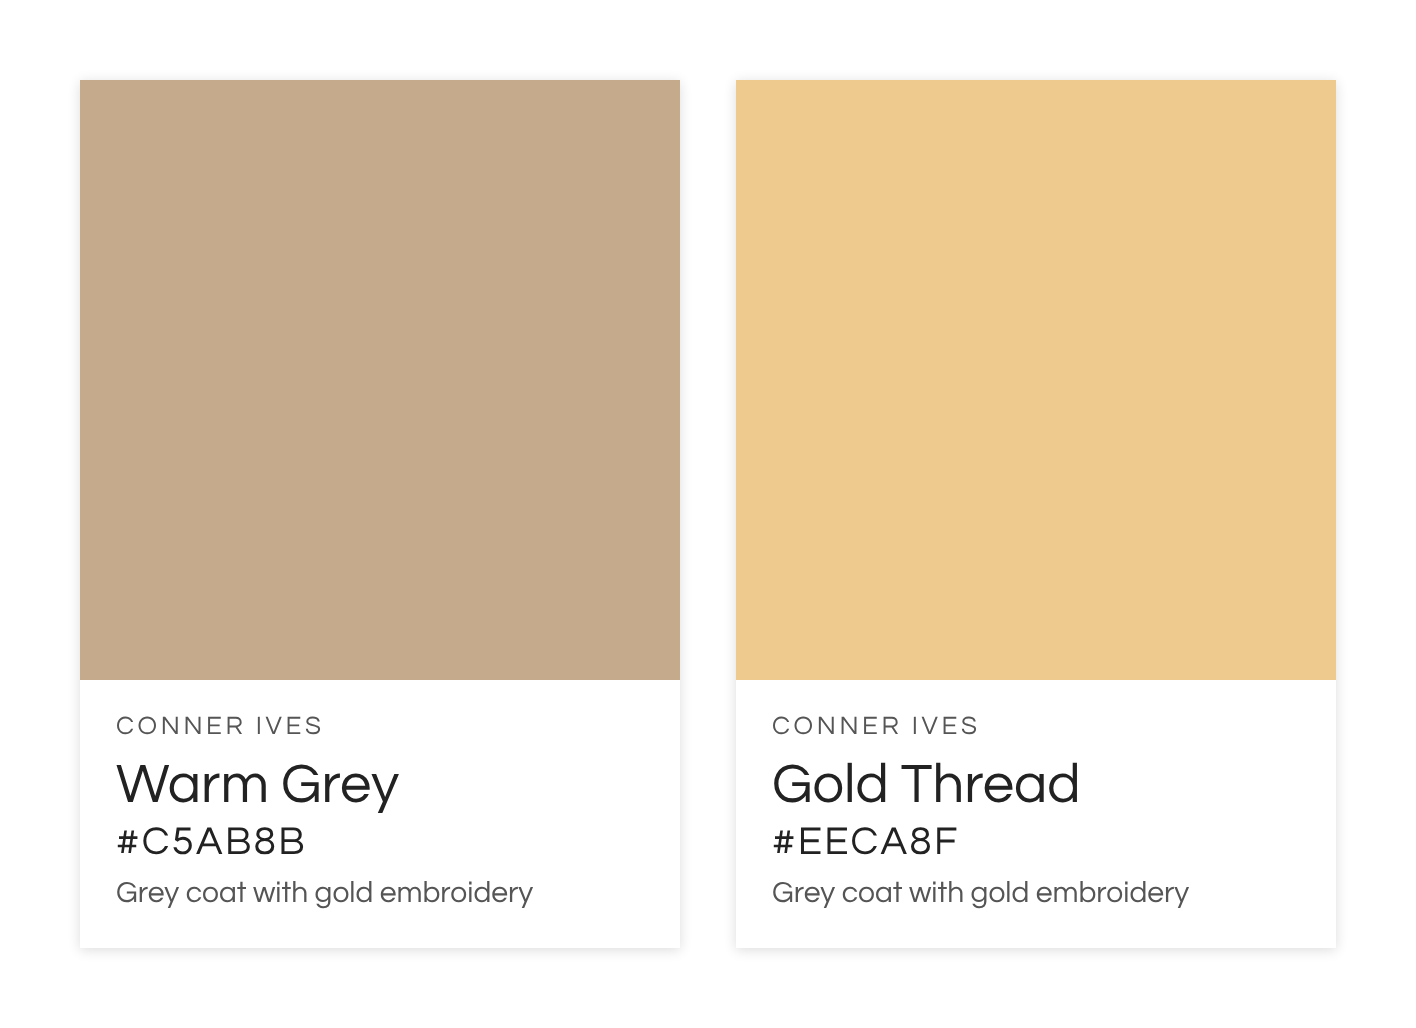 CONNER IVES
Warm Grey
#C5AB8B
Grey coat with gold embroidery
CONNER IVES
Gold Thread
#EECA8F
Grey coat with gold embroidery